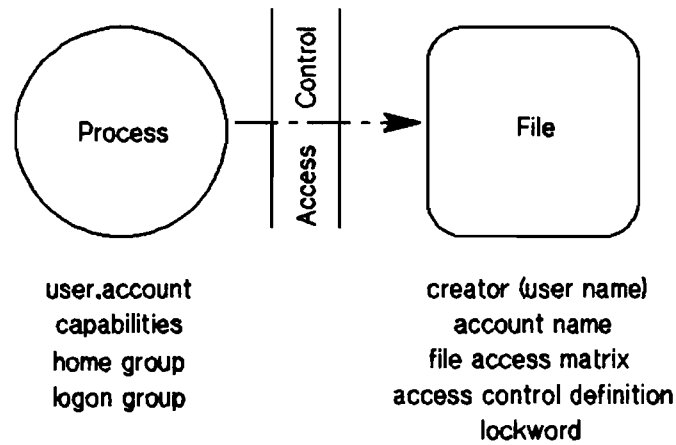 Process
Access Control
File
user.account
capabilities
home group
logon group
creator (user name)
account name
file access matrix
access control definition
lockword